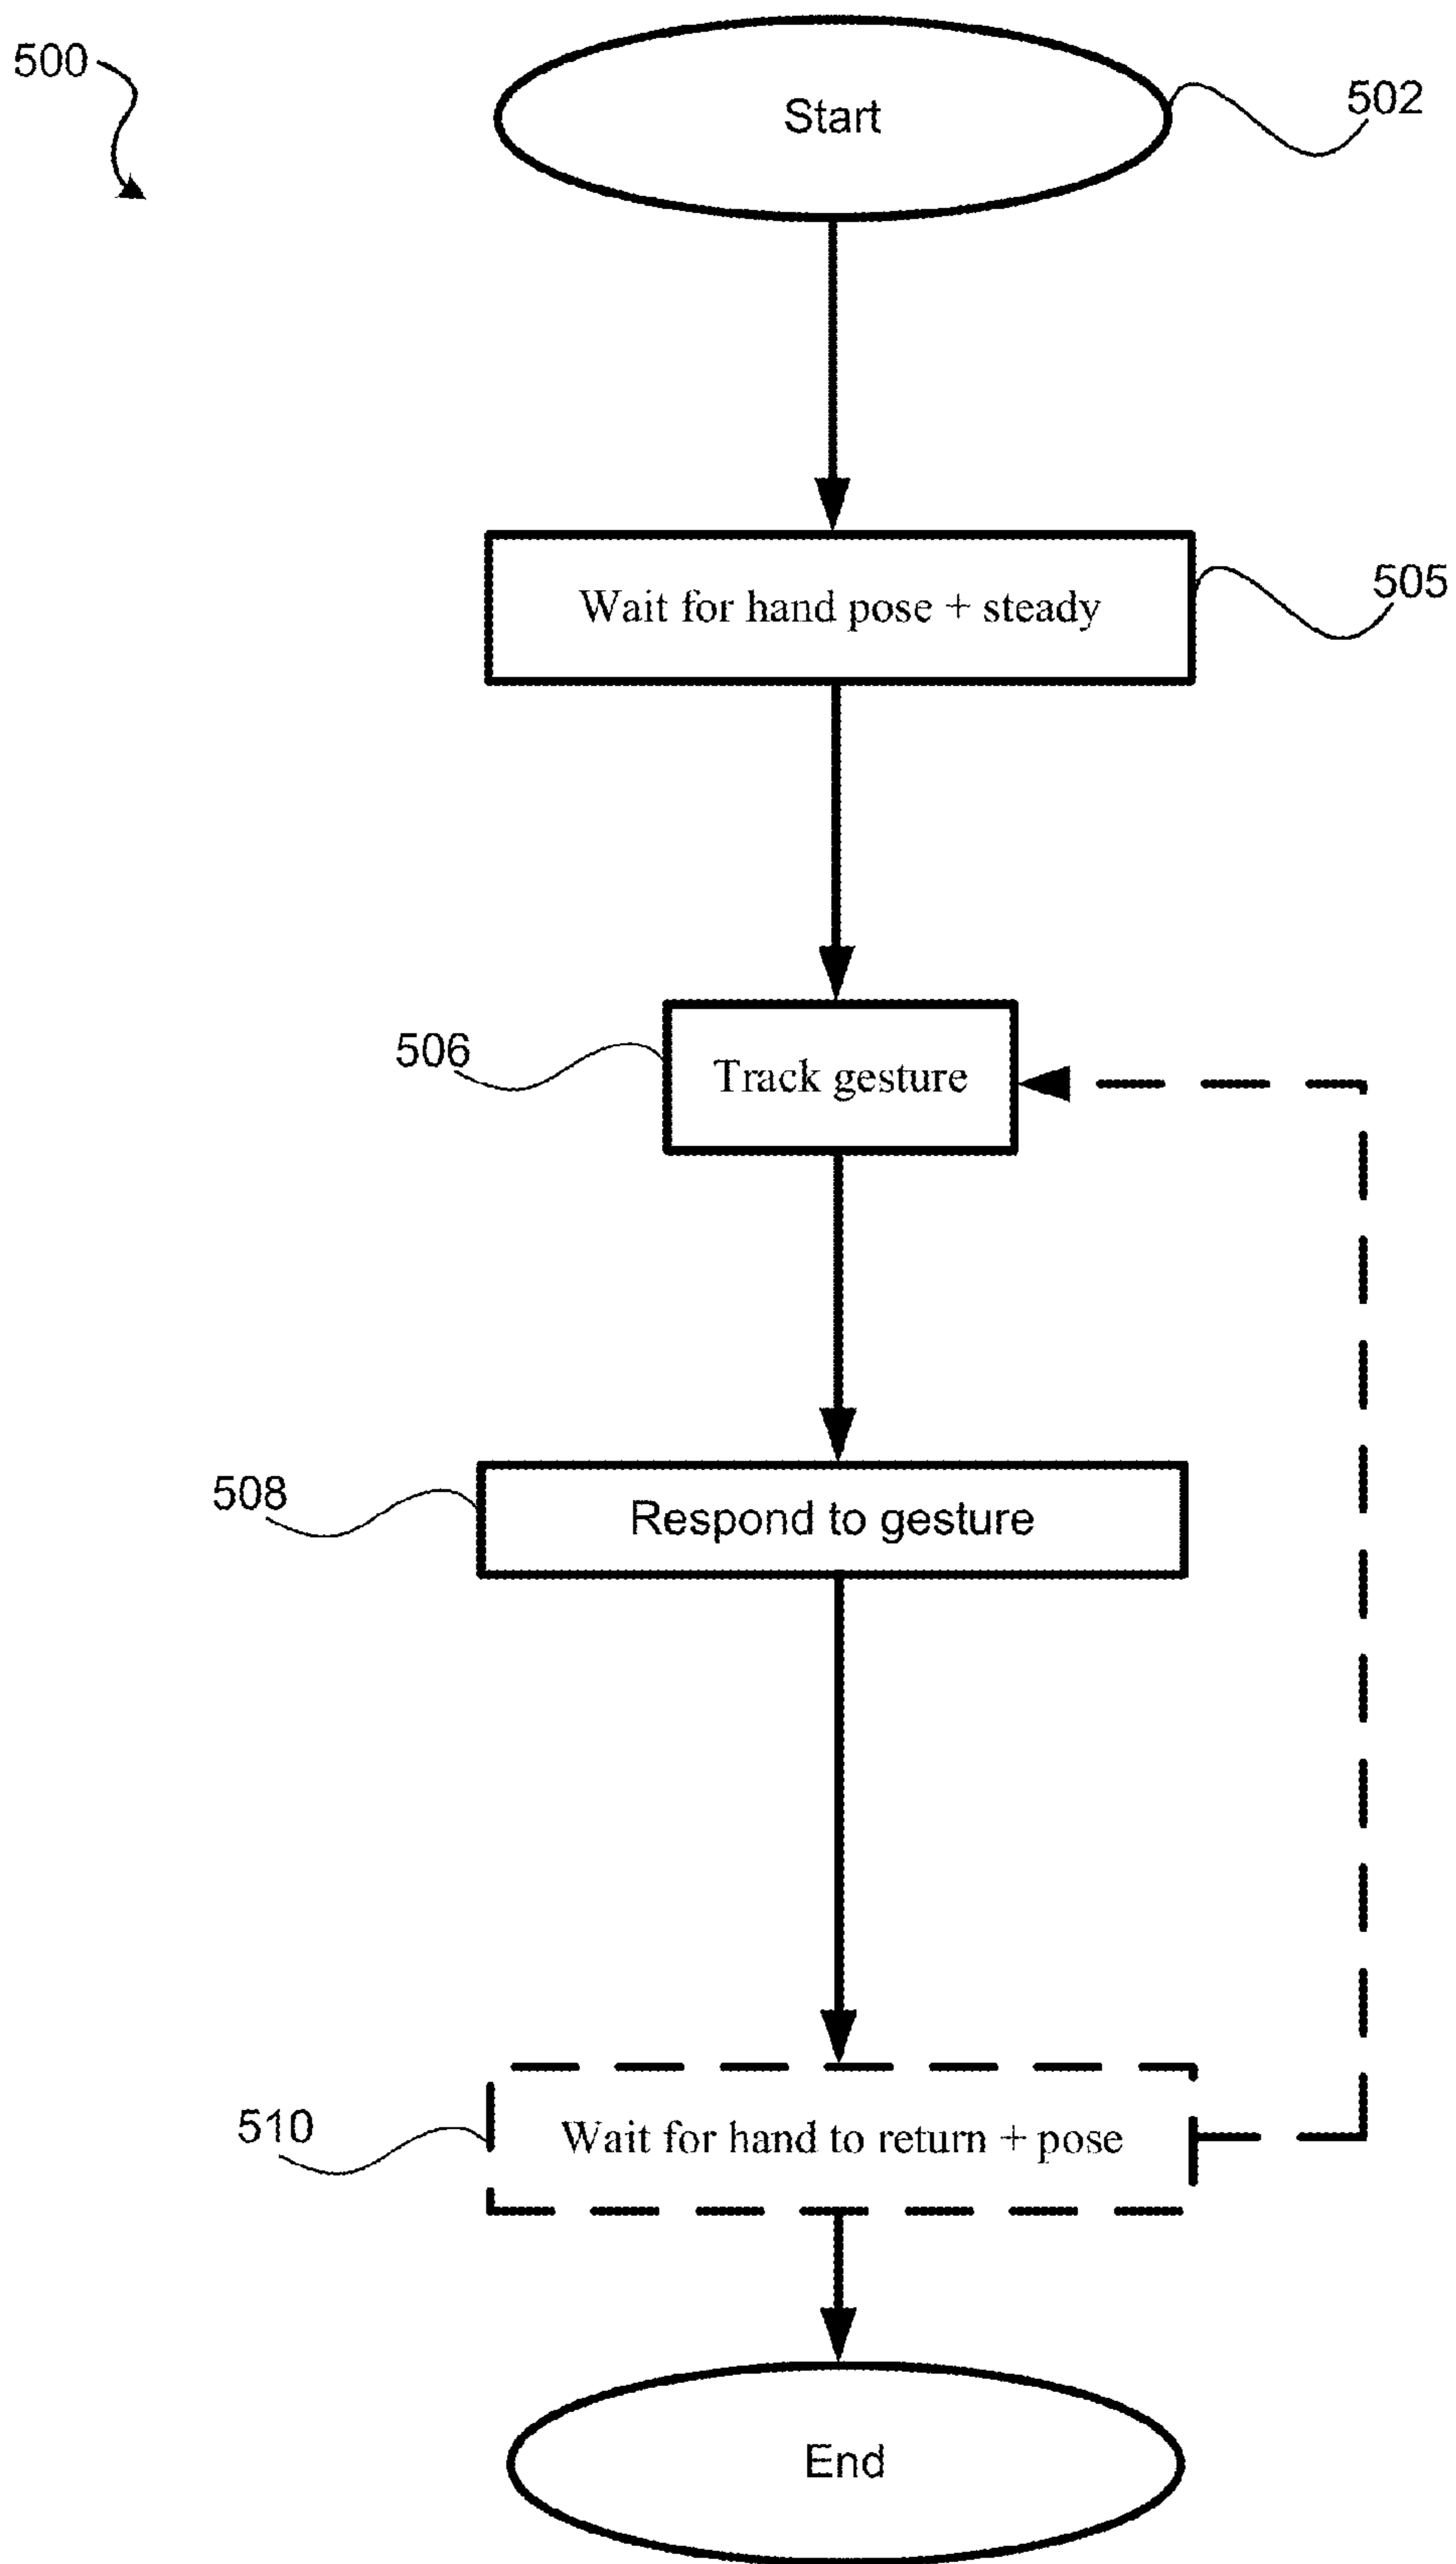 500
Start
502
Wait for hand pose + steady
505
506
Track gesture
508
Respond to gesture
510
Wait for hand to return + pose
End